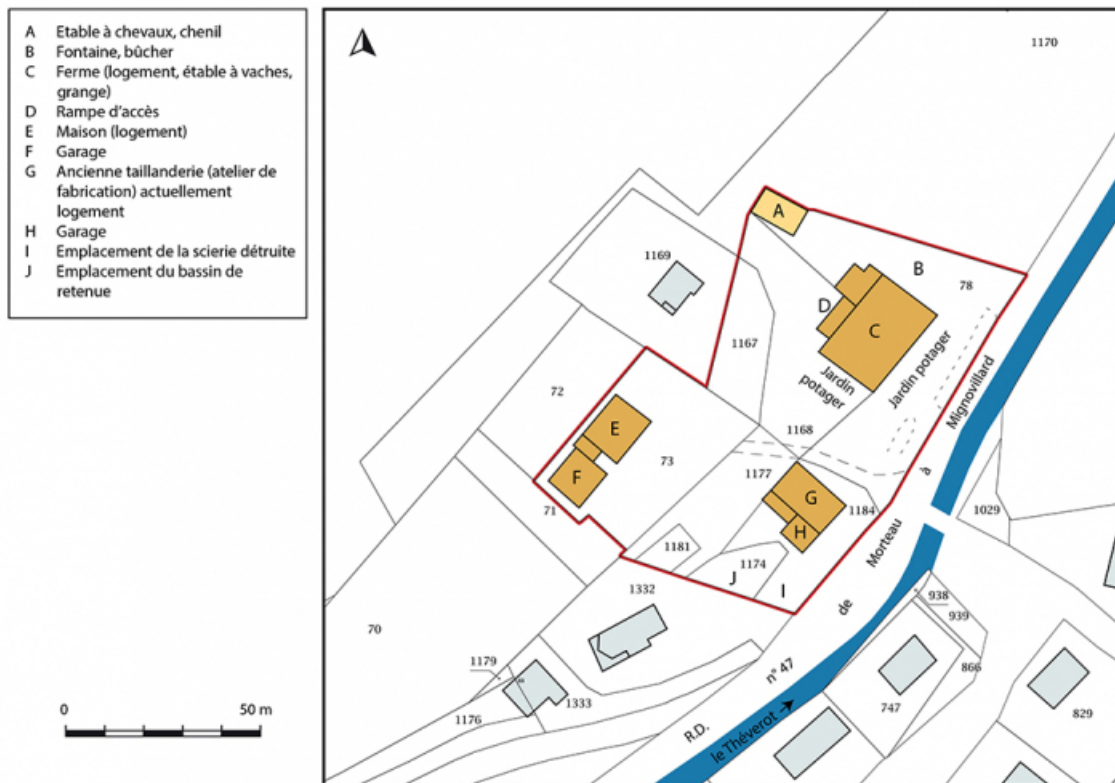 A Etable à chevaux, chenil
B Fontaine, bûcher
C Ferme (logement, étable à vaches,
grange)
D Rampe d'accès
E Maison (logement)
F Garage
G Ancienne taillanderie (atelier de
fabrication) actuellement
logement
H Garage
I Emplacement de la scierie détruite
J Emplacement du bassin de
retenue
0 50 m
1170
A
1169
B
78
D
C
1167
Jardin
potager
Jardin potager
72
E
73
F
71
1168
1177
G
1184
H
1181
1174
J
I
1029
1332
70
1179
1176
1333
938
939
866
747
829
R.D. n° 47 de Morteau à Mignovillard
le Théverot